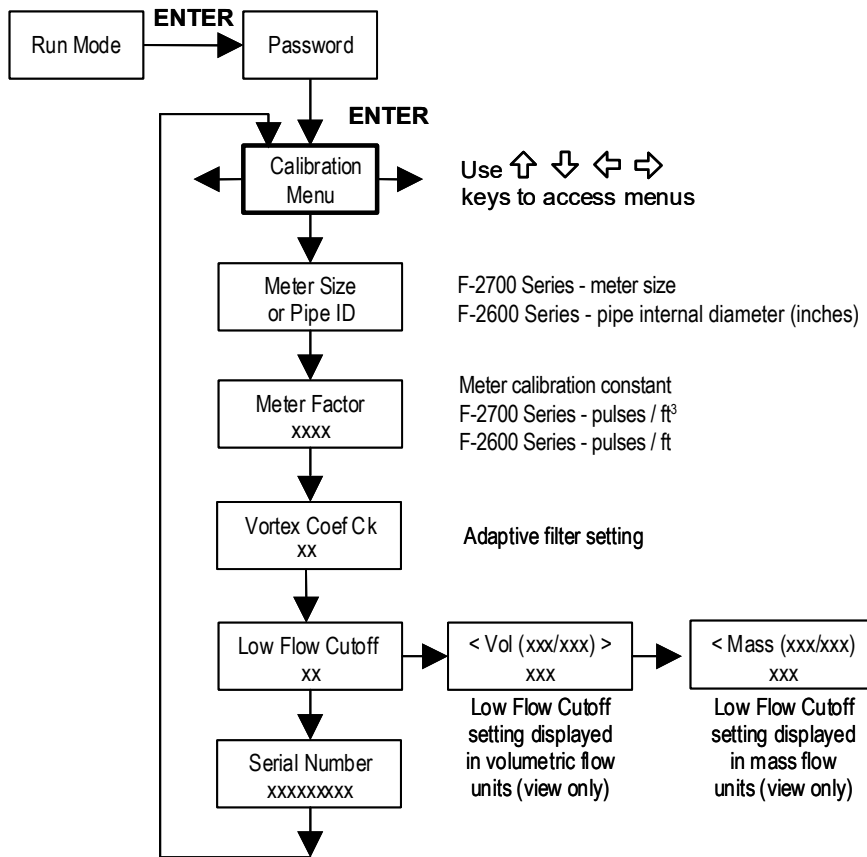 ENTER
Run Mode
Password
ENTER
Calibration
Menu
Use ⇧ ⇩ ⇦ ⇨
keys to access menus
Meter Size
or Pipe ID
F-2700 Series - meter size
F-2600 Series - pipe internal diameter (inches)
Meter Factor
xxxx
Meter calibration constant
F-2700 Series - pulses / ft³
F-2600 Series - pulses / ft
Vortex Coef Ck
xx
Adaptive filter setting
Low Flow Cutoff
xx
< Vol (xxx/xxx) >
xxx
< Mass (xxx/xxx)
xxx
Low Flow Cutoff
setting displayed
in volumetric flow
units (view only)
Low Flow Cutoff
setting displayed
in mass flow
units (view only)
Serial Number
xxxxxxxxx